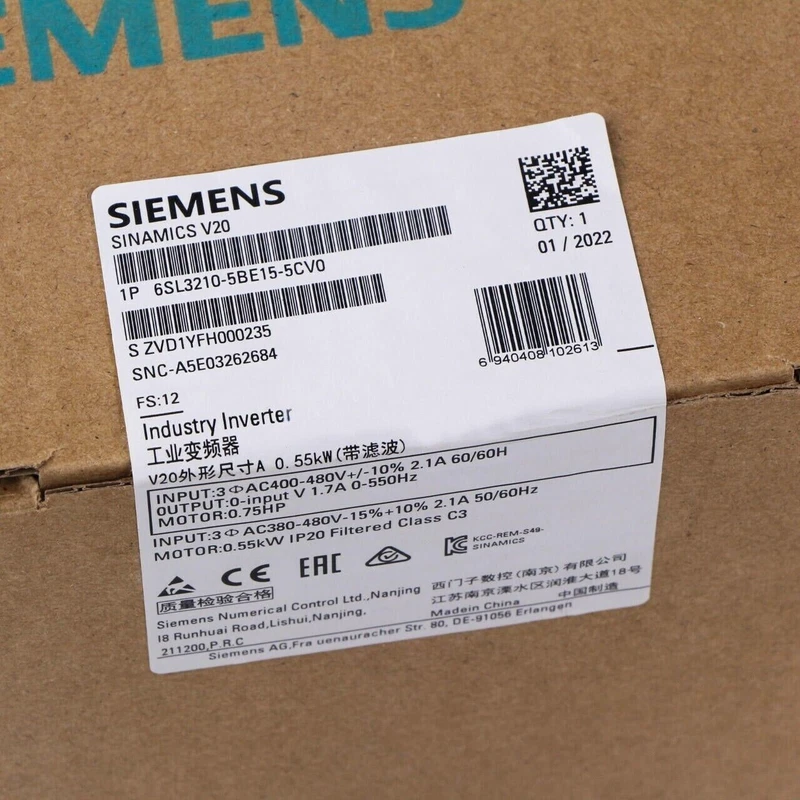 SIEMENS
SIEMENS
SINAMICS V20
1P 6SL3210-5BE15-5CV0
S ZVD1YFH000235
SNC-A5E03262684
FS:12
QTY: 1
01 / 2022
6 940408 102613
Industry Inverter
工业变频器
V20外形尺寸A 0.55kW(带滤波)
INPUT:3ΦAC400-480V+/-10% 2.1A 60/60H
OUTPUT:0-input V 1.7A 0-550Hz
MOTOR:0.75HP
INPUT:3Φ AC380-480V-15%+10% 2.1A 50/60Hz
MOTOR:0.55kW IP20 Filtered Class C3
CE EAC KCC-REM-S49-
SINAMICS
质量检验合格
Siemens Numerical Control Ltd.,Nanjing
18 Runhuai Road,Lishui,Nanjing,
211200,P.R.C
西门子数控(南京)有限公司
江苏南京溧水区润淮大道18号
Madein China 中国制造
Siemens AG,Fra uenauracher Str. 80, DE-91056 Erlangen